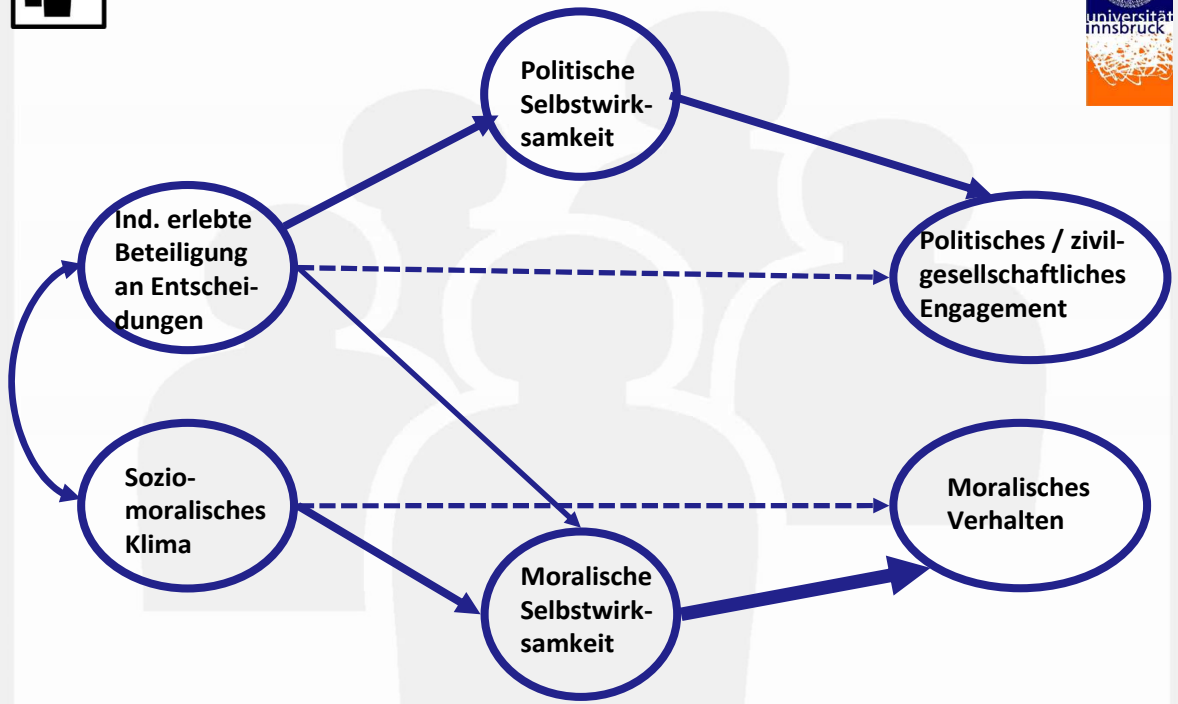 universität
innsbruck
Politische
Selbstwirk-
samkeit
Ind. erlebte
Beteiligung
an Entschei-
dungen
Politisches / zivil-
gesellschaftliches
Engagement
Sozio-
moralisches
Klima
Moralische
Selbstwirk-
samkeit
Moralisches
Verhalten